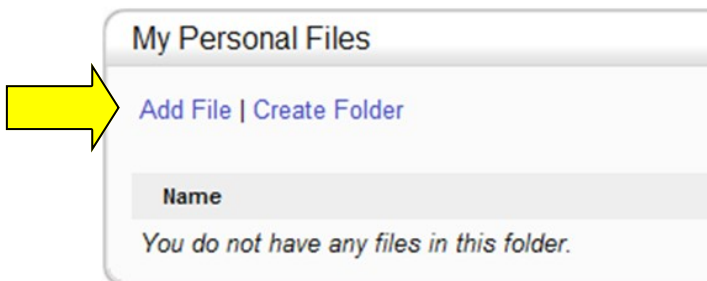 My Personal Files
Add File | Create Folder
Name
You do not have any files in this folder.